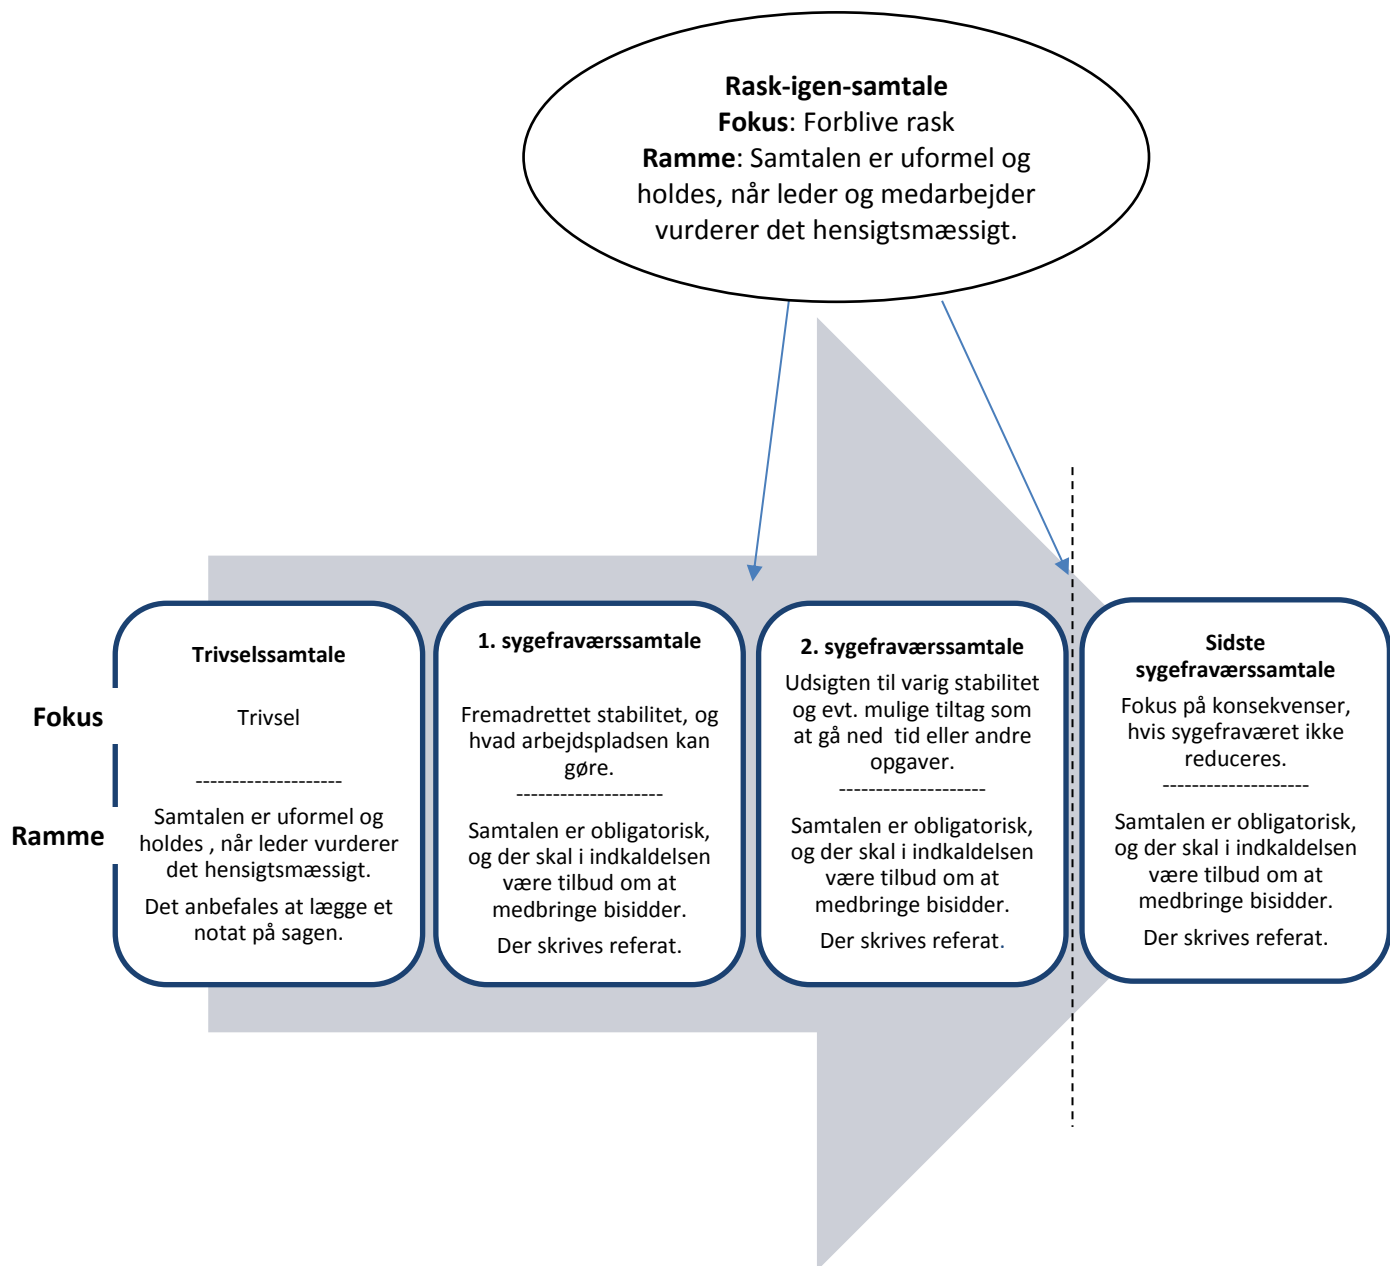 Rask-igen-samtale
Fokus: Forblive rask
Ramme: Samtalen er uformel og
holdes, når leder og medarbejder
vurderer det hensigtsmæssigt.
Fokus
Ramme
Trivselssamtale
Trivsel
--------------------
Samtalen er uformel og
holdes , når leder vurderer
det hensigtsmæssigt.
Det anbefales at lægge et
notat på sagen.
1. sygefraværssamtale
Fremadrettet stabilitet, og
hvad arbejdspladsen kan
gøre.
--------------------
Samtalen er obligatorisk,
og der skal i indkaldelsen
være tilbud om at
medbringe bisidder.
Der skrives referat.
2. sygefraværssamtale
Udsigten til varig stabilitet
og evt. mulige tiltag som
at gå ned  tid eller andre
opgaver.
--------------------
Samtalen er obligatorisk,
og der skal i indkaldelsen
være tilbud om at
medbringe bisidder.
Der skrives referat.
Sidste
sygefraværssamtale
Fokus på konsekvenser,
hvis sygefraværet ikke
reduceres.
--------------------
Samtalen er obligatorisk,
og der skal i indkaldelsen
være tilbud om at
medbringe bisidder.
Der skrives referat.